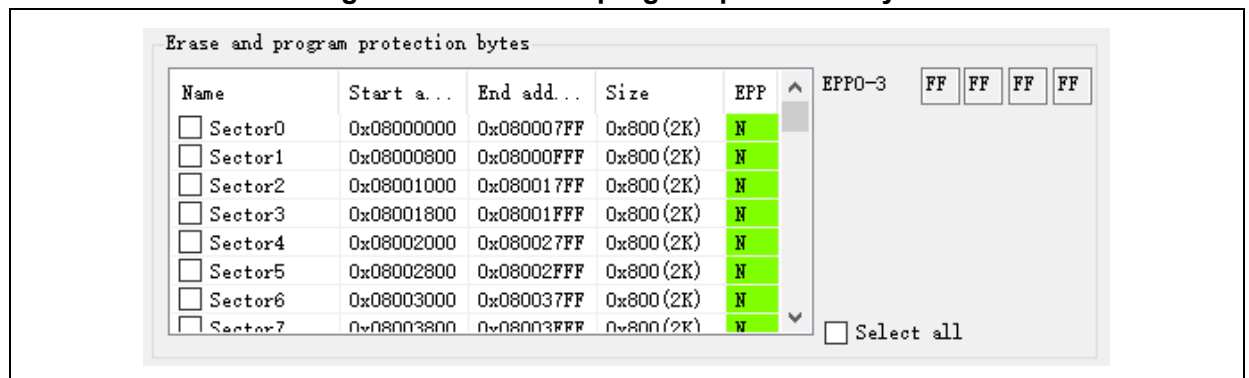 Erase and program protection bytes
Name Start a... End add... Size EPP EPP0-3 FF FF FF FF
Sector0 0x08000000 0x080007FF 0x800(2K) N
Sector1 0x08000800 0x08000FFF 0x800(2K) N
Sector2 0x08001000 0x080017FF 0x800(2K) N
Sector3 0x08001800 0x08001FFF 0x800(2K) N
Sector4 0x08002000 0x080027FF 0x800(2K) N
Sector5 0x08002800 0x08002FFF 0x800(2K) N
Sector6 0x08003000 0x080037FF 0x800(2K) N
Sector7 0x08003800 0x08003FFF 0x800(2K) N
Select all